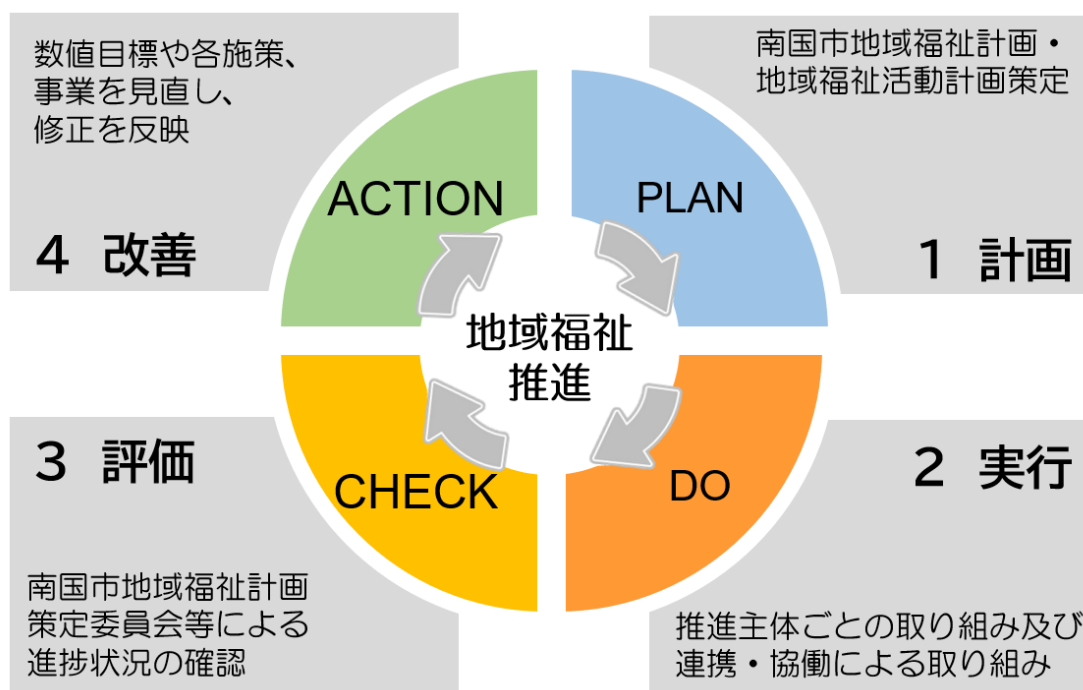 数値目標や各施策、
事業を見直し、
修正を反映
4 改善
ACTION
南国市地域福祉計画・
地域福祉活動計画策定
1 計画
PLAN
地域福祉
推進
3 評価
CHECK
南国市地域福祉計画
策定委員会等による
進捗状況の確認
2 実行
DO
推進主体ごとの取り組み及び
連携・協働による取り組み